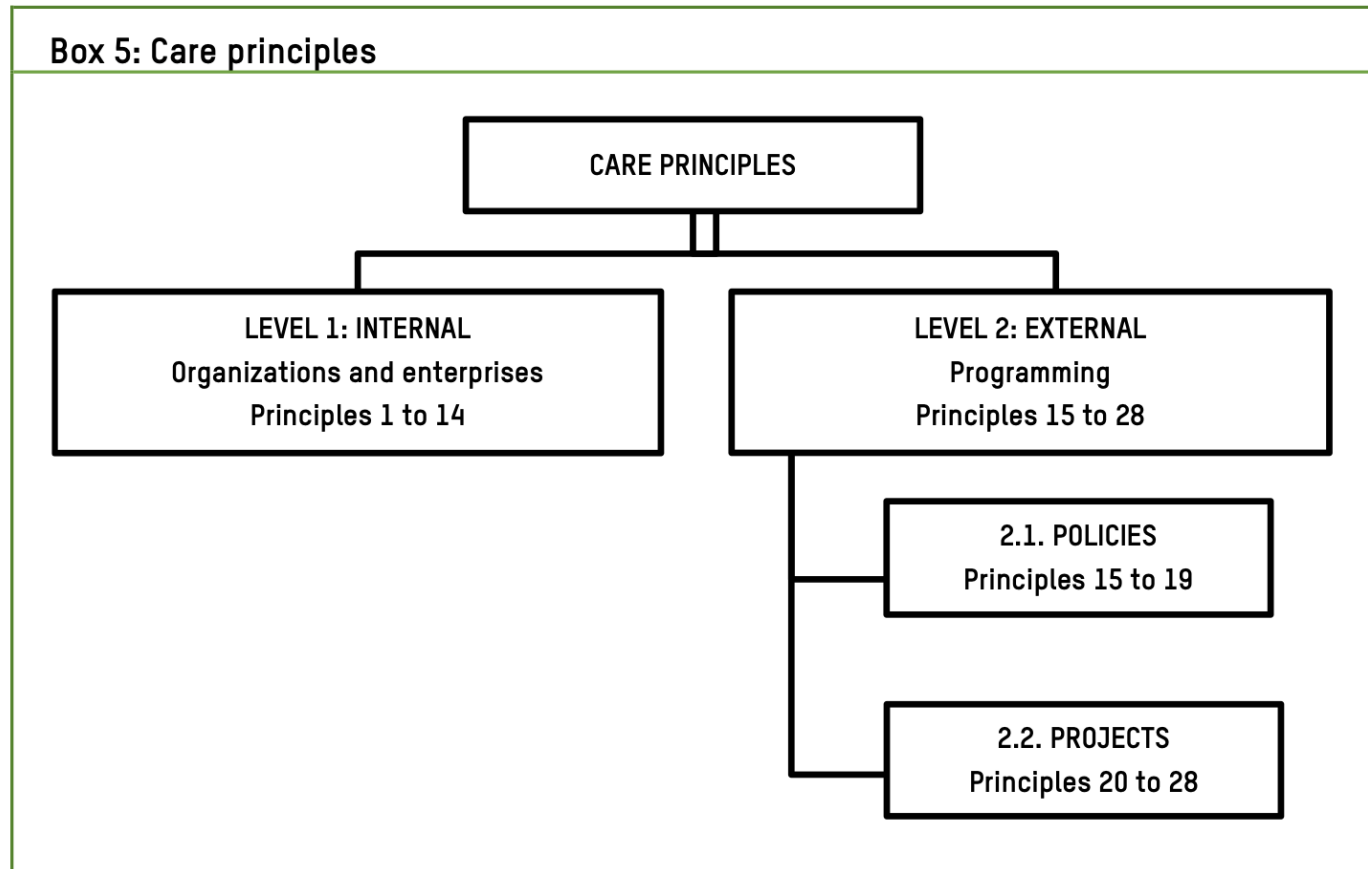 Box 5: Care principles
CARE PRINCIPLES
LEVEL 1: INTERNAL
Organizations and enterprises
Principles 1 to 14
LEVEL 2: EXTERNAL
Programming
Principles 15 to 28
2.1. POLICIES
Principles 15 to 19
2.2. PROJECTS
Principles 20 to 28